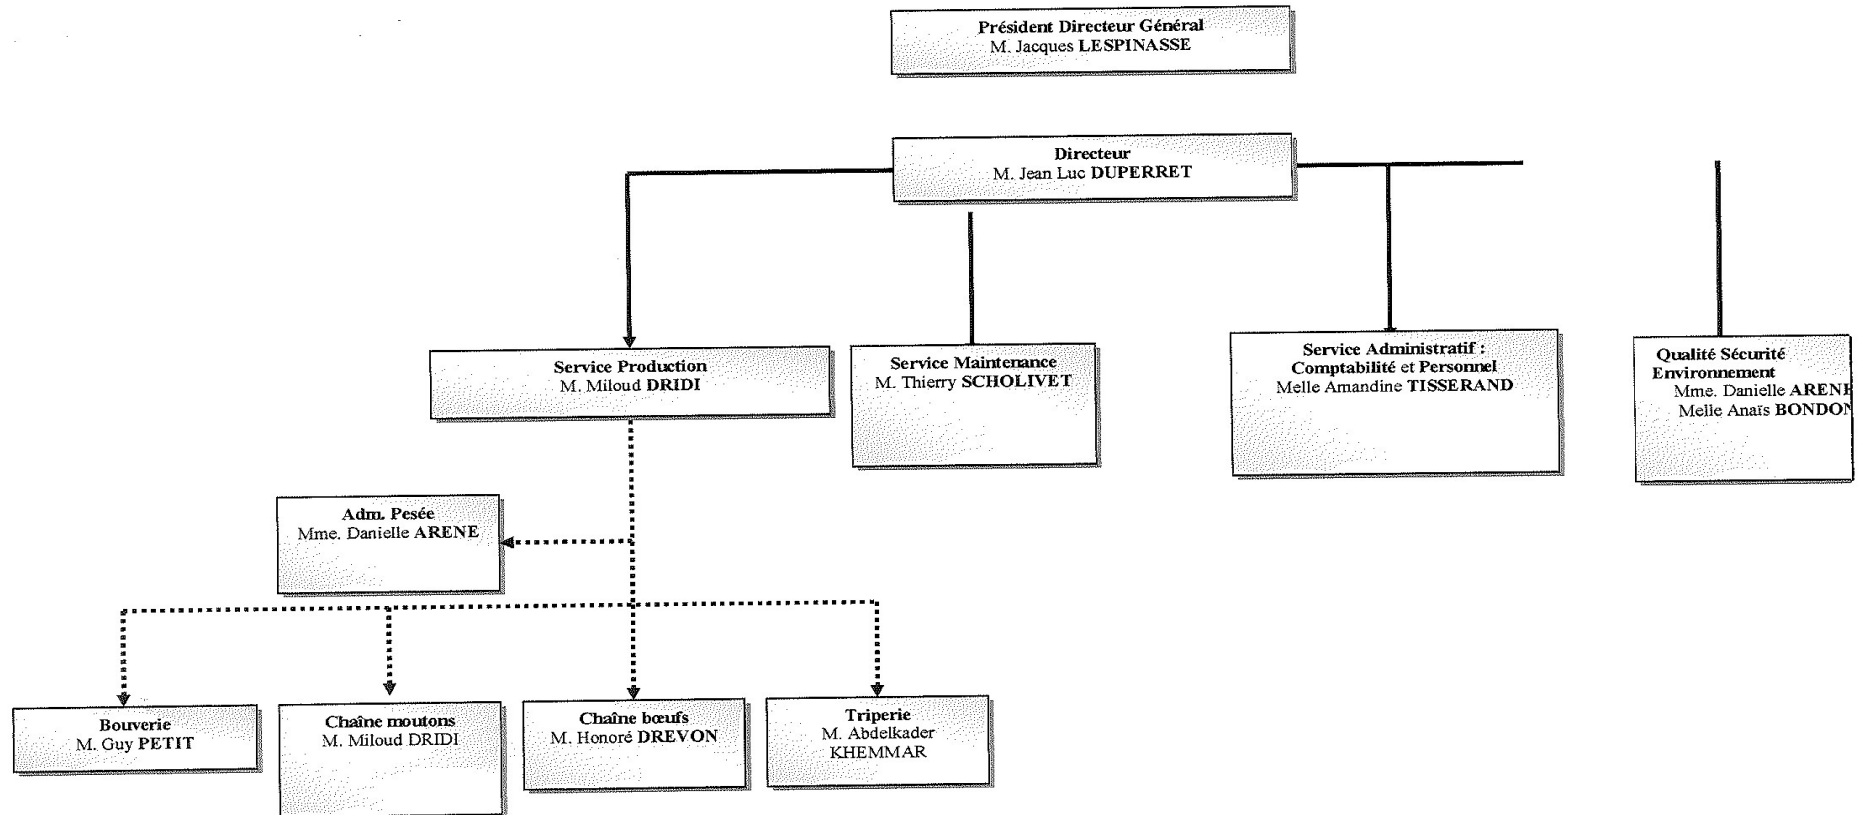 Président Directeur Général
M. Jacques LESPINASSE
Directeur
M. Jean Luc DUPERRET
Service Production
M. Miloud DRIDI
Service Maintenance
M. Thierry SCHOLIVET
Service Administratif :
Comptabilité et Personnel
Melle Amandine TISSERAND
Qualité Sécurité
Environnement
Mme. Danielle ARENE
Melle Anaïs BONDON
Adm. Pesée
Mme. Danielle ARENE
Bouverie
M. Guy PETIT
Chaîne moutons
M. Miloud DRIDI
Chaîne bœufs
M. Honoré DREVON
Triperie
M. Abdelkader
KHEMMAR